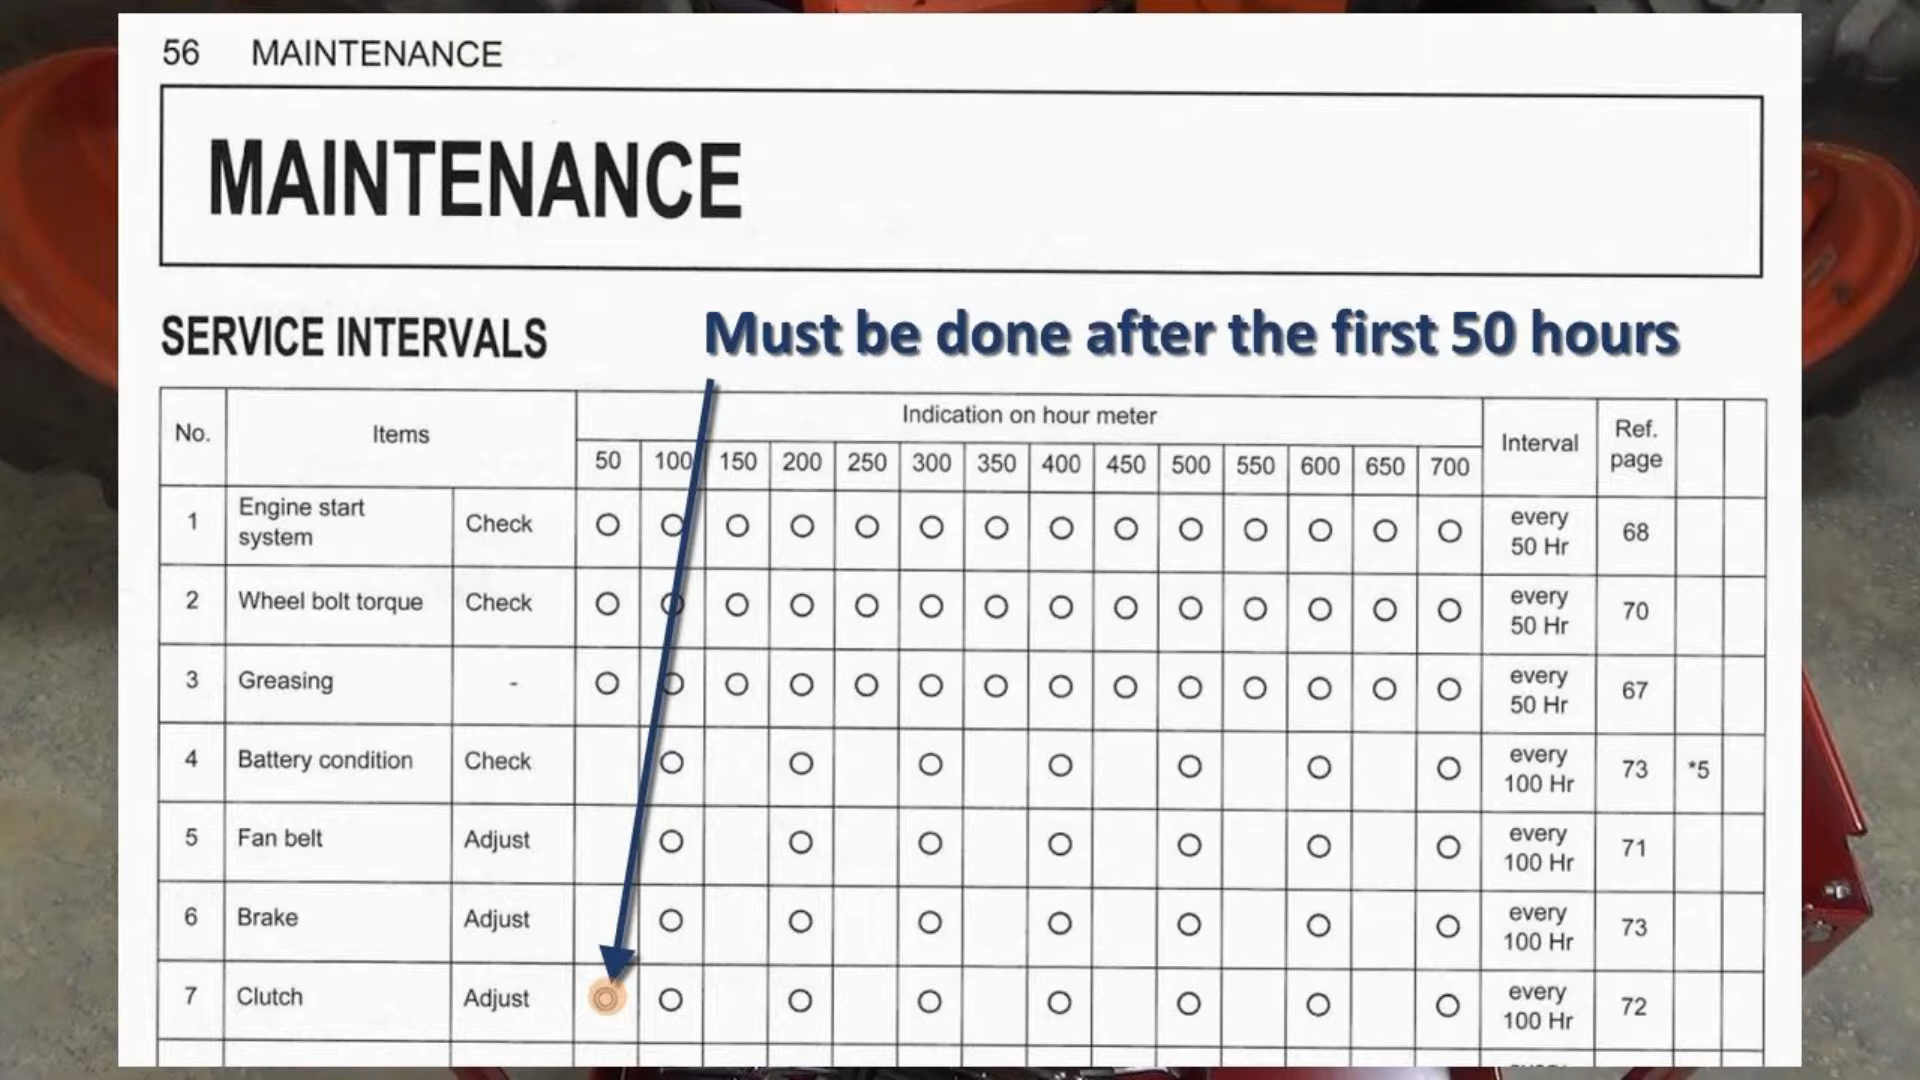 56 MAINTENANCE
MAINTENANCE
SERVICE INTERVALS
Must be done after the first 50 hours
No. Items Indication on hour meter Interval Ref. page
50 100 150 200 250 300 350 400 450 500 550 600 650 700
1 Engine start system Check ○ ○ ○ ○ ○ ○ ○ ○ ○ ○ ○ ○ ○ ○ every 50 Hr 68
2 Wheel bolt torque Check ○ ○ ○ ○ ○ ○ ○ ○ ○ ○ ○ ○ ○ ○ every 50 Hr 70
3 Greasing - ○ ○ ○ ○ ○ ○ ○ ○ ○ ○ ○ ○ ○ ○ every 50 Hr 67
4 Battery condition Check ○ ○ ○ ○ ○ ○ ○ every 100 Hr 73 *5
5 Fan belt Adjust ○ ○ ○ ○ ○ ○ ○ every 100 Hr 71
6 Brake Adjust ○ ○ ○ ○ ○ ○ ○ every 100 Hr 73
7 Clutch Adjust ◎ ○ ○ ○ ○ ○ ○ ○ every 100 Hr 72